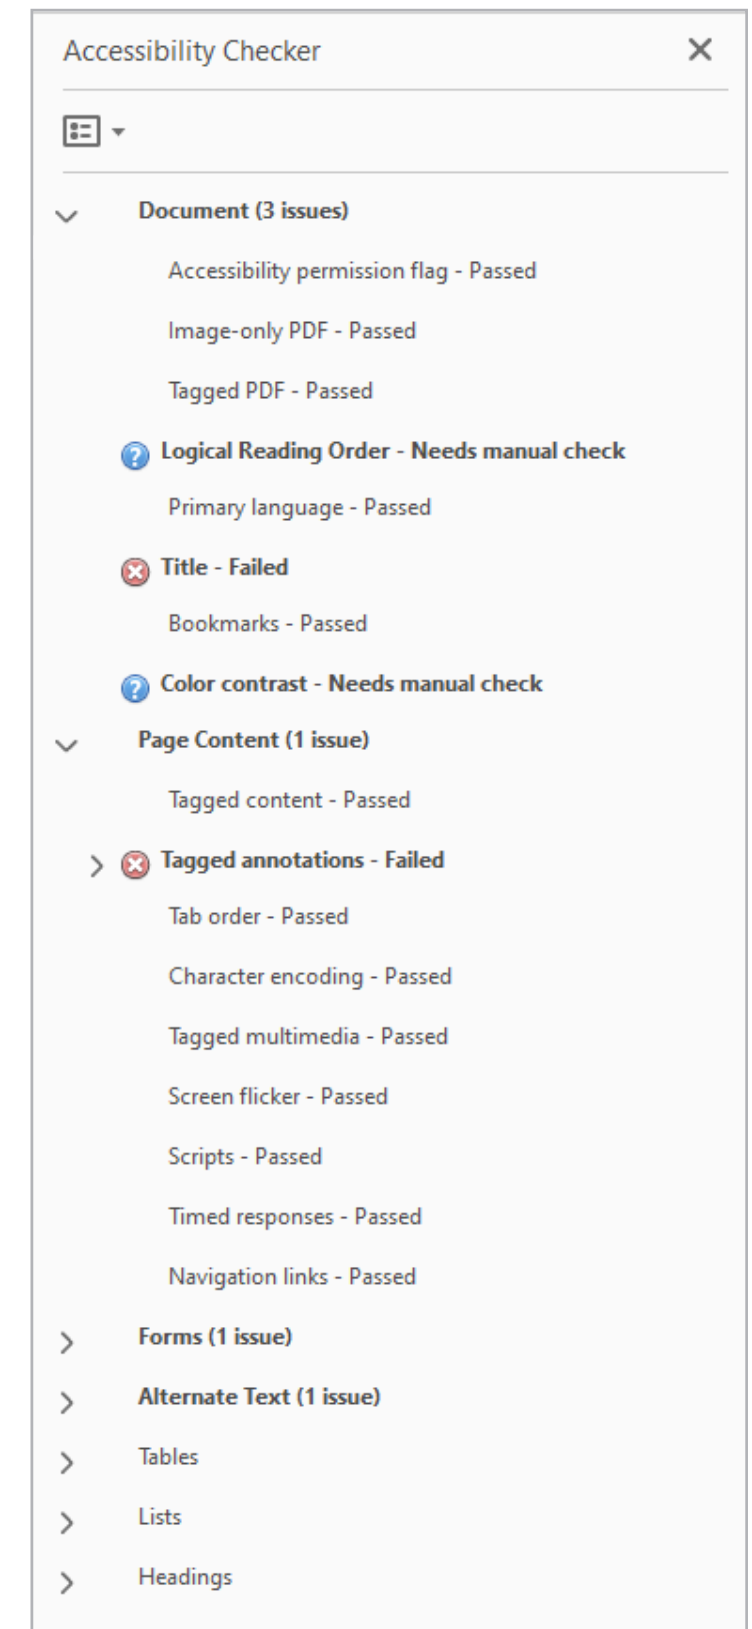 Accessibility Checker
Document (3 issues)
Accessibility permission flag - Passed
Image-only PDF - Passed
Tagged PDF - Passed
Logical Reading Order - Needs manual check
Primary language - Passed
Title - Failed
Bookmarks - Passed
Color contrast - Needs manual check
Page Content (1 issue)
Tagged content - Passed
Tagged annotations - Failed
Tab order - Passed
Character encoding - Passed
Tagged multimedia - Passed
Screen flicker - Passed
Scripts - Passed
Timed responses - Passed
Navigation links - Passed
Forms (1 issue)
Alternate Text (1 issue)
Tables
Lists
Headings